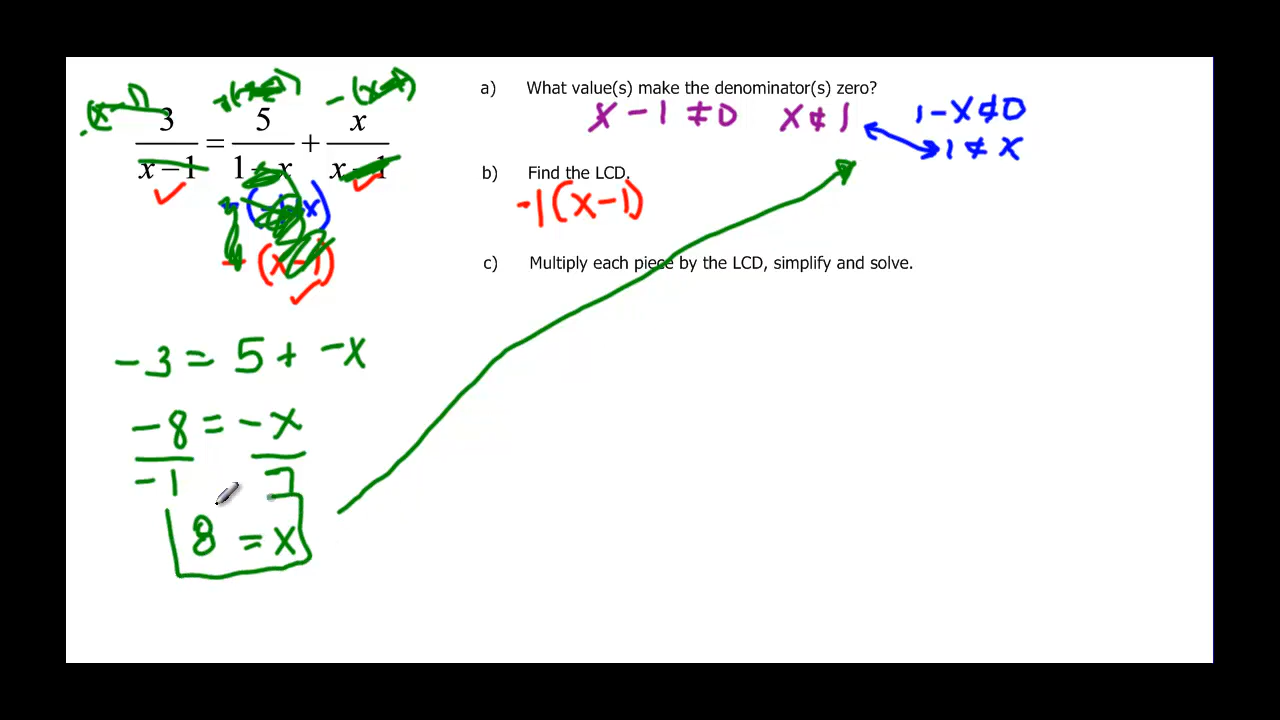 3/(x−1) = 5/(1−x) + x/(x−1)
-(x-1)
a) What value(s) make the denominator(s) zero?
x - 1 ≠ 0 x ≠ 1 1-x ≠ 0
1 ≠ x
b) Find the LCD.
-1(x-1)
c) Multiply each piece by the LCD, simplify and solve.
-3 = 5 + -x
-8 = -x
-1
8 = x